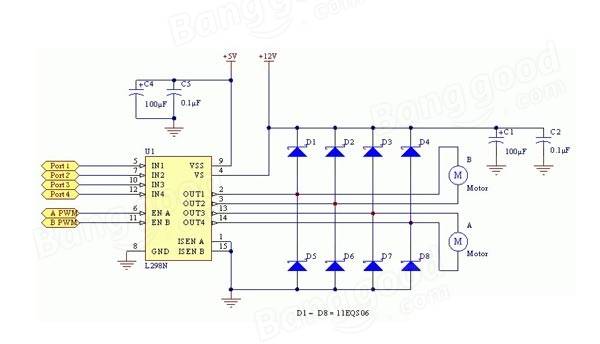 +5V
+12V
C4
C5
100µF
0.1µF
D1
D2
D3
D4
C1
C2
100µF
0.1µF
U1
Port 1
5
IN1
VSS
9
Port 2
7
IN2
VS
4
Port 3
10
IN3
Port 4
12
IN4
OUT1
2
OUT2
3
A PWM
6
EN A
OUT3
13
B PWM
11
EN B
OUT4
14
ISEN A
1
8
GND
ISEN B
15
L298N
B
M
Motor
A
M
Motor
D5
D6
D7
D8
D1 - D8 = 11EQS06
Banggood.com